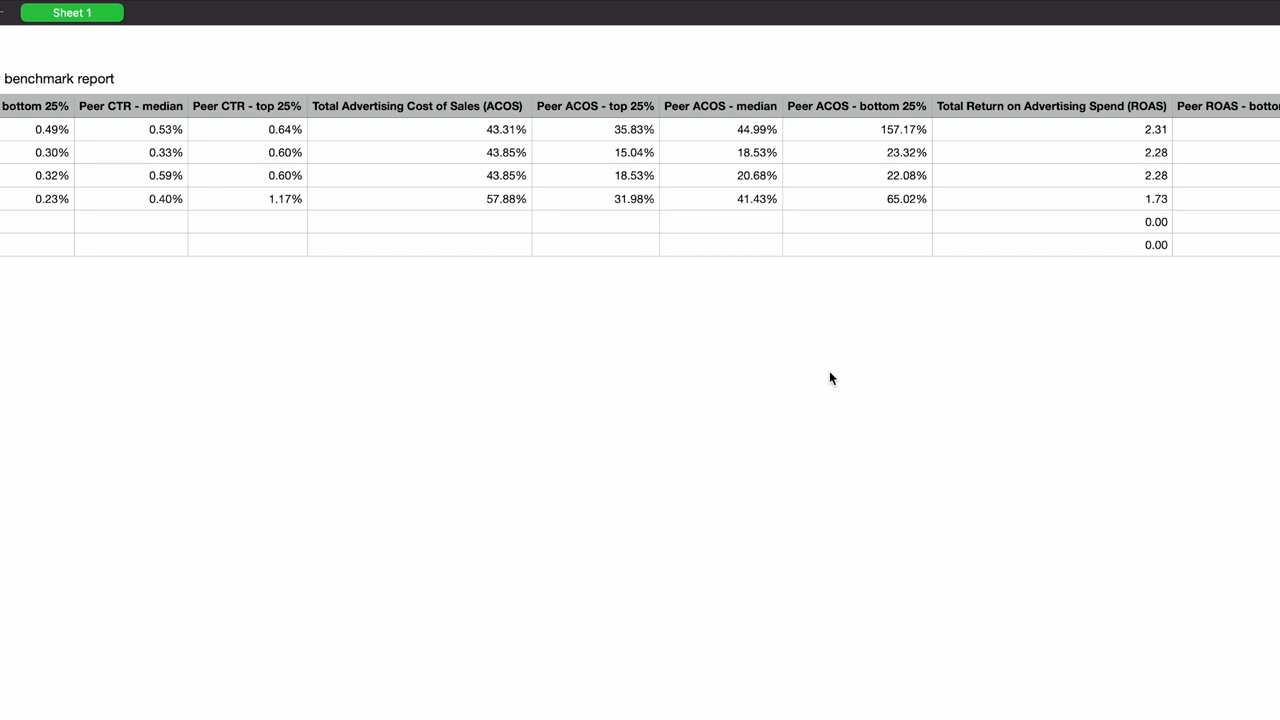 Sheet 1
benchmark report
bottom 25% Peer CTR - median Peer CTR - top 25% Total Advertising Cost of Sales (ACOS) Peer ACOS - top 25% Peer ACOS - median Peer ACOS - bottom 25% Total Return on Advertising Spend (ROAS) Peer ROAS -
0.49% 0.53% 0.64% 43.31% 35.83% 44.99% 157.17% 2.31
0.30% 0.33% 0.60% 43.85% 15.04% 18.53% 23.32% 2.28
0.32% 0.59% 0.60% 43.85% 18.53% 20.68% 22.08% 2.28
0.23% 0.40% 1.17% 57.88% 31.98% 41.43% 65.02% 1.73
0.00
0.00